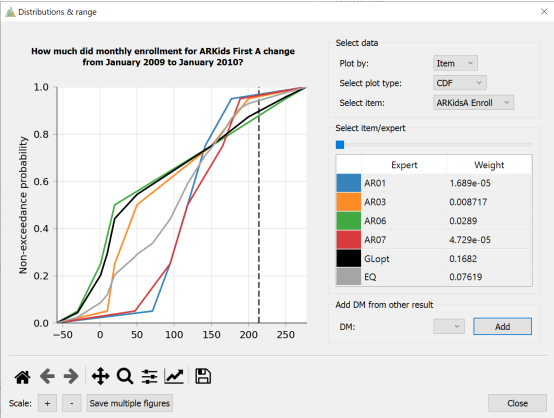 Distributions & range
How much did monthly enrollment for ARKids First A change
from January 2009 to January 2010?
Non-exceedance probability
1.0
0.8
0.6
0.4
0.2
0.0
−50 0 50 100 150 200 250
Select data
Plot by: Item
Select plot type: CDF
Select item: ARKidsA Enroll
Select item/expert
Expert Weight
AR01 1.689e-05
AR03 0.008717
AR06 0.0289
AR07 4.729e-05
GLopt 0.1682
EQ 0.07619
Add DM from other result
DM: Add
Scale: + - Save multiple figures Close